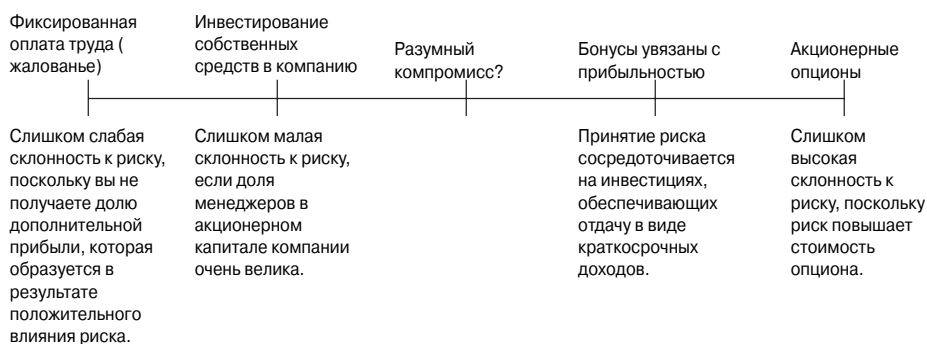 Фиксированная
оплата труда (
жалованье)
Инвестирование
собственных
средств в компанию
Разумный
компромисс?
Бонусы увязаны с
прибыльностью
Акционерные
опционы
Слишком слабая
склонность к риску,
поскольку вы не
получаете долю
дополнительной
прибыли, которая
образуется в
результате
положительного
влияния риска.
Слишком малая
склонность к риску,
если доля
менеджеров в
акционерном
капитале компании
очень велика.
Принятие риска
сосредоточивается
на инвестициях,
обеспечивающих
отдачу в виде
краткосрочных
доходов.
Слишком
высокая
склонность к
риску, поскольку
риск повышает
стоимость
опциона.